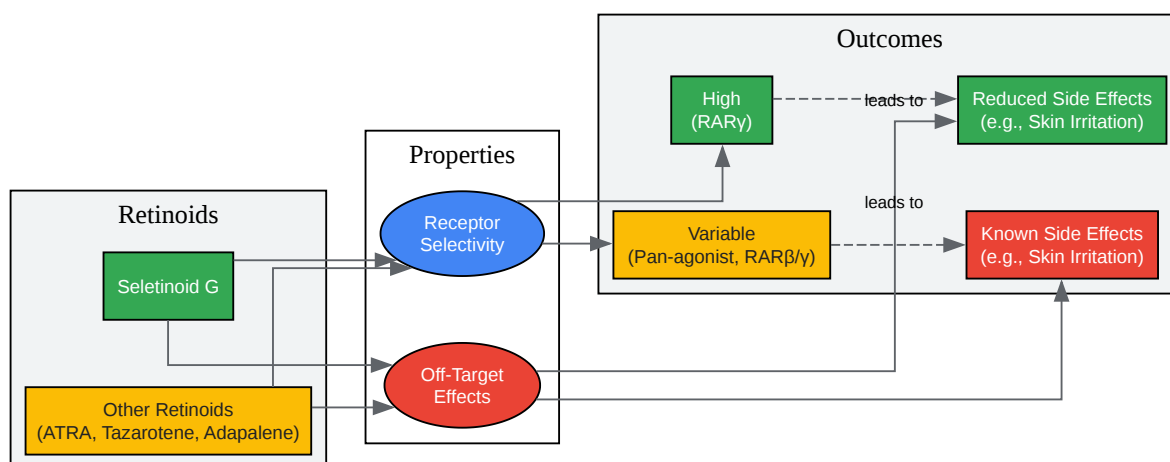 Retinoids
Seletinoid G
Other Retinoids
(ATRA, Tazarotene, Adapalene)
Properties
Receptor
Selectivity
Off-Target
Effects
Outcomes
High
(RARγ)
leads to
Reduced Side Effects
(e.g., Skin Irritation)
Variable
(Pan-agonist, RARβ/γ)
leads to
Known Side Effects
(e.g., Skin Irritation)